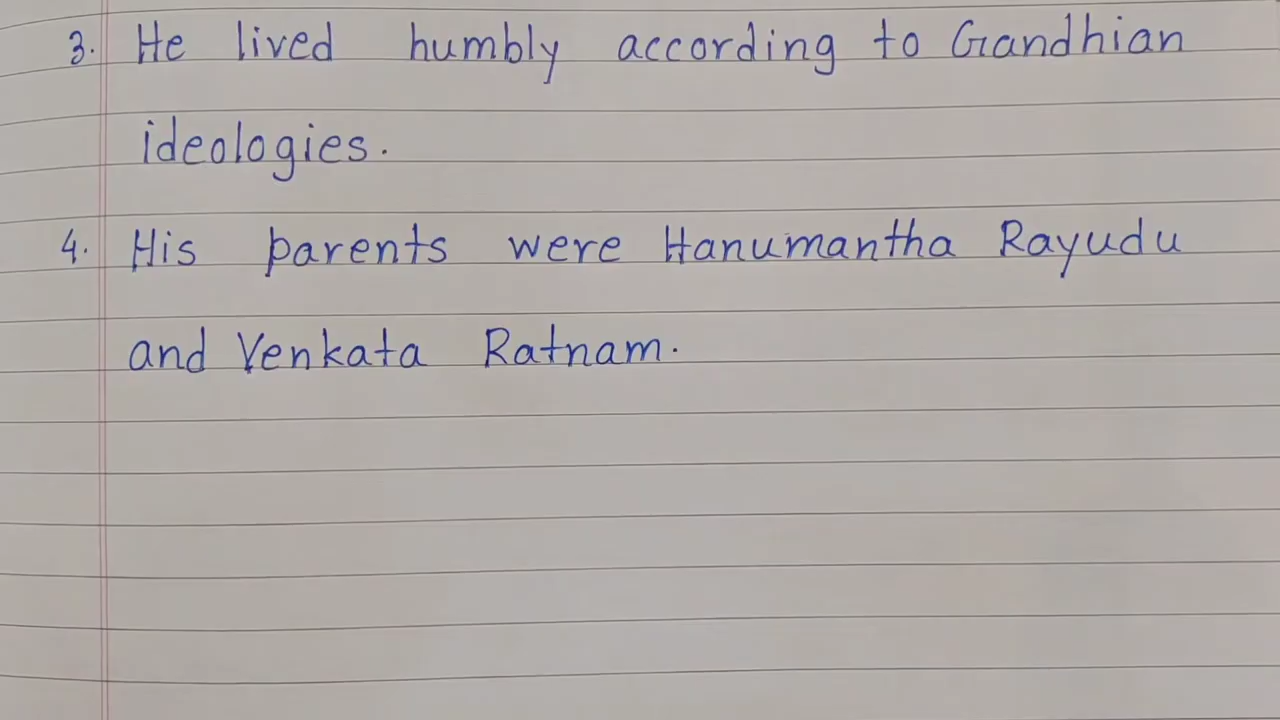 3. He lived humbly according to Gandhian
ideologies.
4. His parents were Hanumantha Rayudu
and Venkata Ratnam.